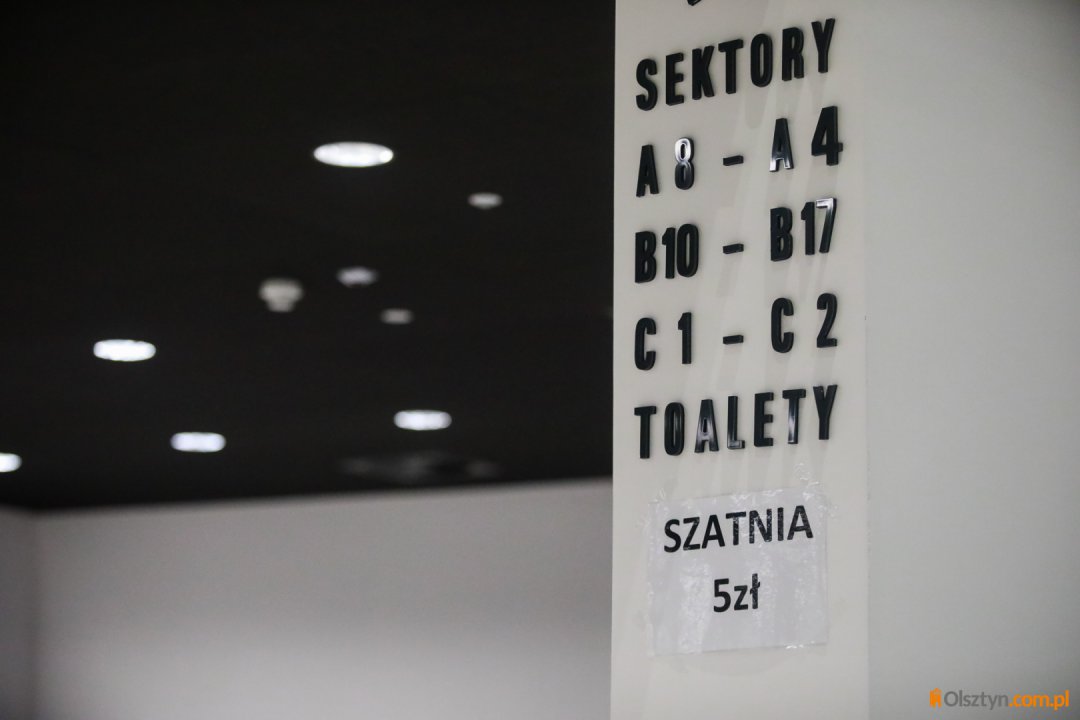 SEKTORY
A8 - A4
B10 - B17
C1 - C2
TOALETY
SZATNIA
5zł
Olsztyn.com.pl